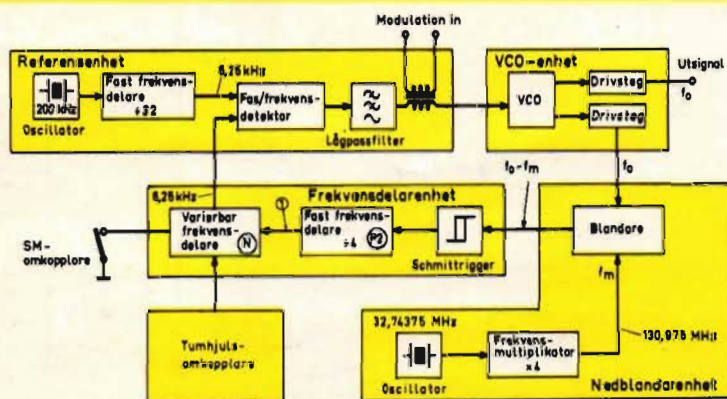 Modulation in
Referensenhet
6,25 kHz
200 kHz
Oscillator
Fast frekvens-
delare
÷32
Fas/frekvens-
detektor
Lågpassfilter
VCO-enhet
VCO
Drivsteg
Drivsteg
Utsignal
f₀
f₀
f₀-fₘ
6,25 kHz
Frekvensdelarenhet
SM-
omkopplare
Varierbar
frekvens-
delare
N
1
Fast frekvens-
delare
÷4
P2
Schmittrigger
Blandare
fₘ
Tumhjuls-
omkopplare
32,74375 MHz
Oscillator
Frekvens-
multiplikator
×4
130,975 MHz
Nedblandarenhet